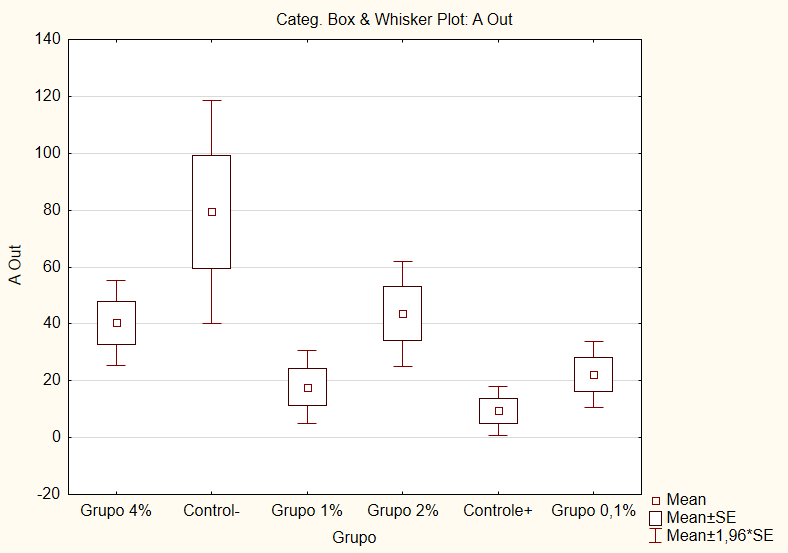 Categ. Box & Whisker Plot: A Out
140
120
100
80
60
40
20
0
-20
A Out
Grupo 4% Control- Grupo 1% Grupo 2% Controle+ Grupo 0,1%
Grupo
Mean
Mean±SE
Mean±1,96*SE